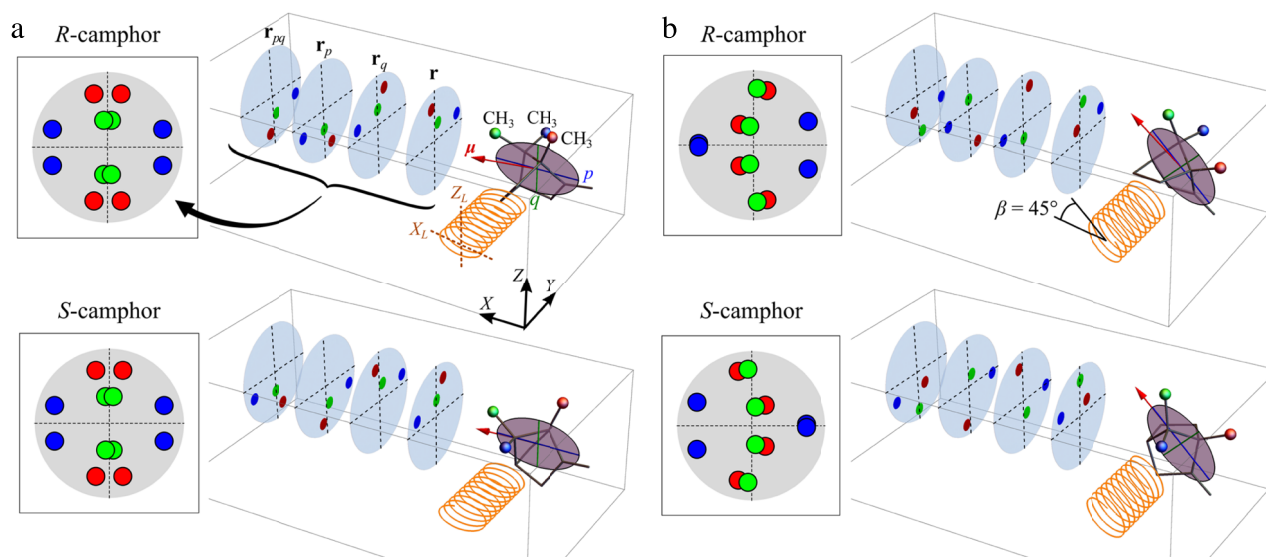 a
R-camphor
r_pq
r_p
r_q
r
CH₃
CH₃
CH₃
μ
p
q
Z_L
X_L
Z
Y
X
S-camphor
b
R-camphor
β = 45°
S-camphor